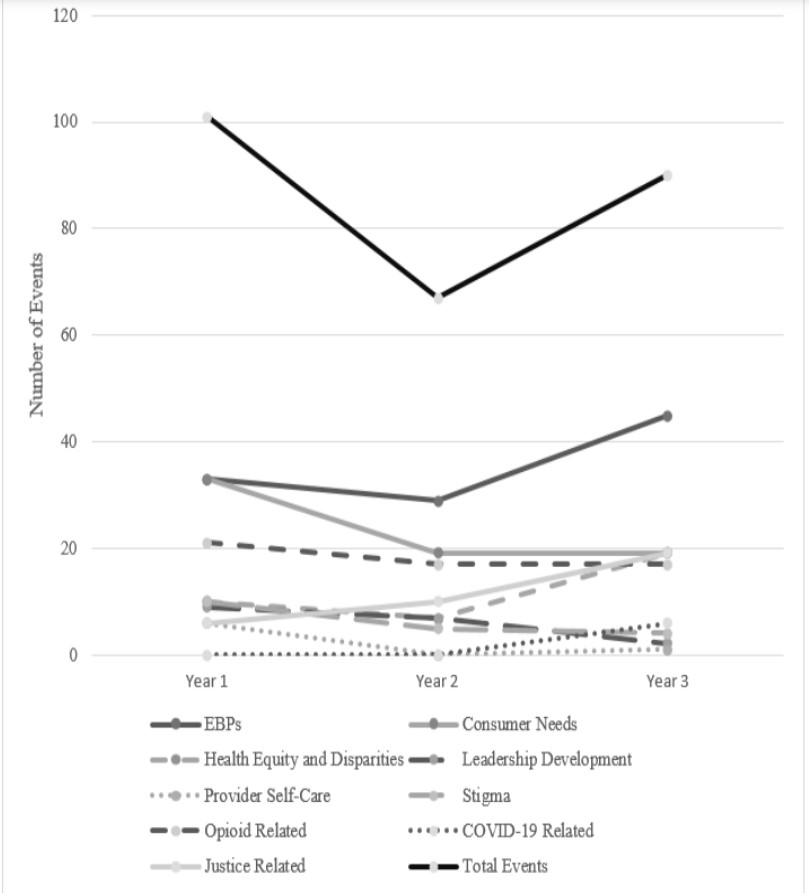 120
100
80
60
40
20
0
Number of Events
Year 1 Year 2 Year 3
EBPs Consumer Needs
Health Equity and Disparities Leadership Development
Provider Self-Care Stigma
Opioid Related COVID-19 Related
Justice Related Total Events